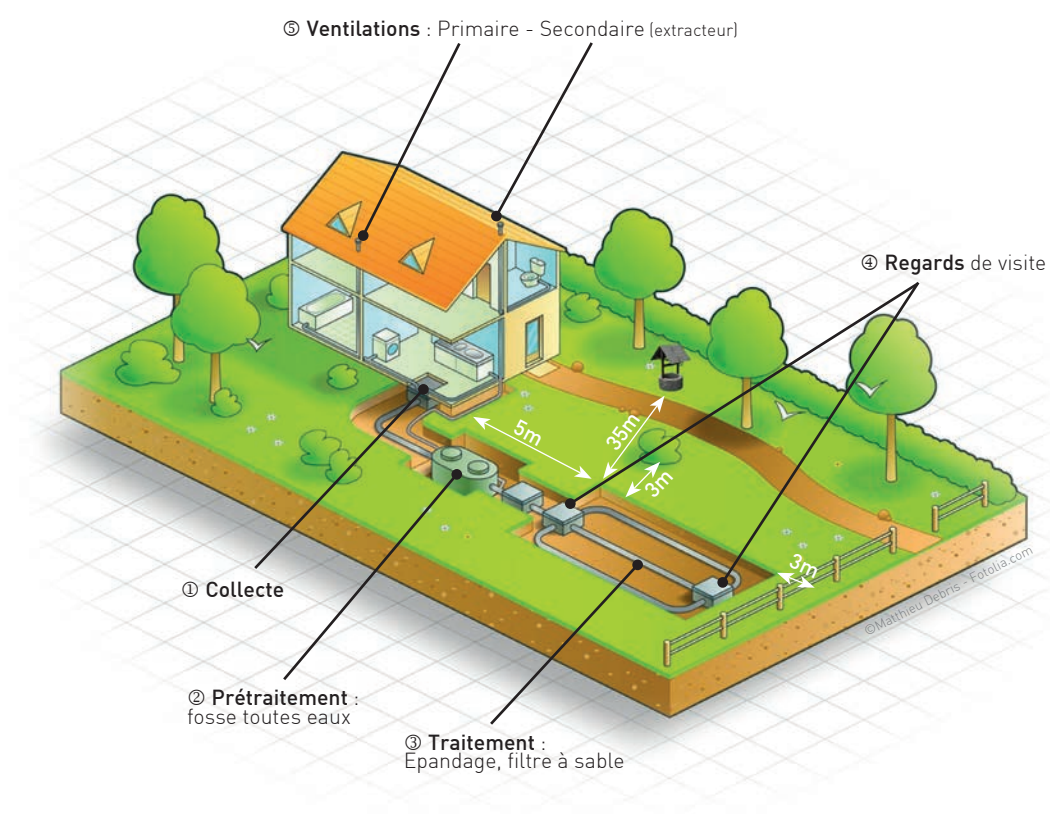 ⑤ Ventilations : Primaire - Secondaire (extracteur)
④ Regards de visite
5m
35m
3m
3m
©Matthieu Debris - Fotolia.com
① Collecte
② Prétraitement :
fosse toutes eaux
③ Traitement :
Epandage, filtre à sable